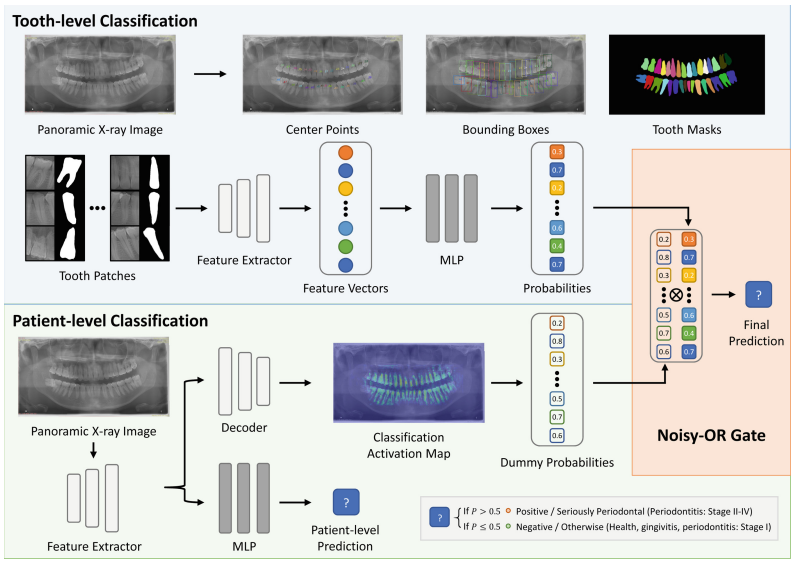 Tooth-level Classification
Panoramic X-ray Image
Center Points
Bounding Boxes
Tooth Masks
Tooth Patches
Feature Extractor
Feature Vectors
MLP
0.3
0.7
0.2
0.6
0.4
0.7
Probabilities
0.2 0.3
0.8 0.7
0.3 0.2
⊗
0.5 0.6
0.7 0.4
0.6 0.7
?
Final
Prediction
Noisy-OR Gate
Patient-level Classification
Panoramic X-ray Image
Feature Extractor
Decoder
Classification
Activation Map
0.2
0.8
0.3
0.5
0.7
0.6
Dummy Probabilities
MLP
?
Patient-level
Prediction
?
If P > 0.5 Positive / Seriously Periodontal (Periodontitis: Stage II-IV)
If P ≤ 0.5 Negative / Otherwise (Health, gingivitis, periodontitis: Stage I)